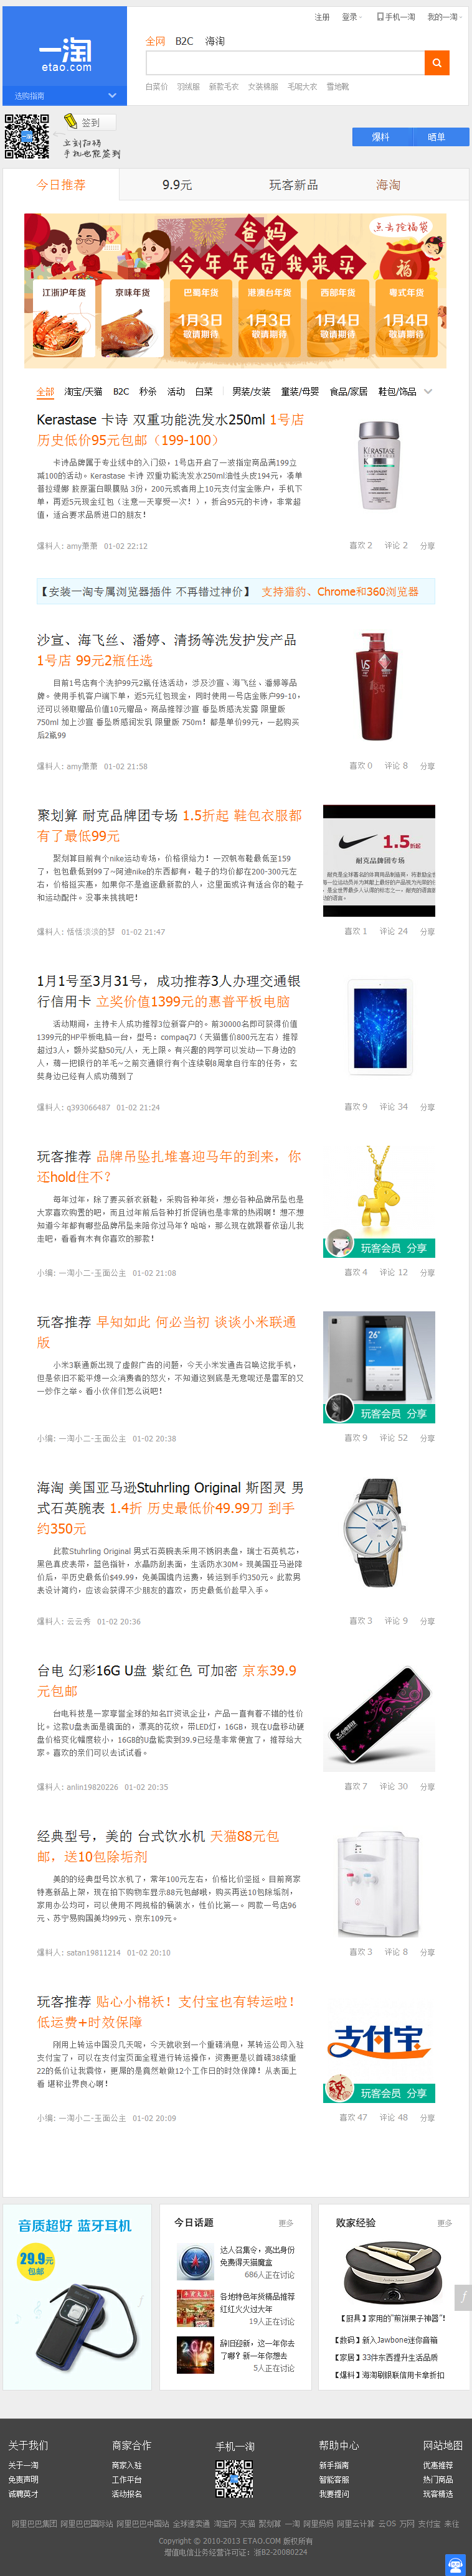 注册 登录 手机一淘 我的一淘
一淘
etao.com
选购指南
全网 B2C 海淘
白菜价 羽绒服 新款毛衣 女装棉服 毛呢大衣 雪地靴
签到
立刻扫码
手机也能签到
爆料 晒单
今日推荐 9.9元 玩客新品 海淘
爸妈
今年年货我来买
点击抢福袋
福
江浙沪年货 京味年货 巴蜀年货 港澳台年货 西部年货 粤式年货
1月3日 1月3日 1月4日 1月4日
敬请期待 敬请期待 敬请期待 敬请期待
全部 淘宝/天猫 B2C 秒杀 活动 白菜 男装/女装 童装/母婴 食品/家居 鞋包/饰品
Kerastase 卡诗 双重功能洗发水250ml 1号店
历史低价95元包邮（199-100）
卡诗品牌属于专业线中的入门级，1号店开启了一波指定商品满199立
减100的活动。Kerastase 卡诗 双重功能洗发水250ml油性头皮194元，凑单
普拉缇娜 胶原蛋白眼膜贴 3份，200元或者用上10元支付宝金账户，手机下
单，再返5元现金红包（注意一天享受一次！），折合95元的卡诗，非常超
值，适合要求品质进口的朋友！
爆料人: amy萧萧 01-02 22:12
喜欢 2 评论 2 分享
【安装一淘专属浏览器插件 不再错过神价】 支持猎豹、Chrome和360浏览器
沙宣、海飞丝、潘婷、清扬等洗发护发产品
1号店 99元2瓶任选
目前1号店有个洗护99元2瓶任选活动，涉及沙宣、海飞丝、潘婷等品
牌。使用手机客户端下单，返5元红包现金，同时使用一号店金账户99-10，
还可以领取赠品价值10元赠品。商品推荐沙宣 垂坠质感洗发露 限量版
750ml 加上沙宣 垂坠质感润发乳 限量版 750m！都是单价99元，一起购买
后2瓶99
爆料人: amy萧萧 01-02 21:58
喜欢 0 评论 8 分享
聚划算 耐克品牌团专场 1.5折起 鞋包衣服都
有了最低99元
聚划算目前有个nike运动专场，价格很给力！一双帆布鞋最低至159
了，包包最低到99了~阿迪nike的东西都有，鞋子的均价都在200-300元左
右，价格挺实惠，如果你不是追逐最新款的人，这里面或许有适合你的鞋子
和运动配件。没事来挑挑吧！
爆料人: 恬恬淡淡的梦 01-02 21:47
1.5折起
耐克品牌团专场
喜欢 1 评论 24 分享
1月1号至3月31号，成功推荐3人办理交通银
行信用卡 立奖价值1399元的惠普平板电脑
活动期间，主持卡人成功推荐3位新客户的。前30000名即可获得价值
1399元的HP平板电脑一台，型号：compaq7J（天猫售价800元左右）推荐
超过3人，额外奖励50元/人，无上限。有兴趣的同学可以发动一下身边的
人，薅一把银行的羊毛~之前交通银行有个连续刷8周拿自行车的任务，玄
奘身边已经有人成功薅到了
爆料人: q393066487 01-02 21:24
喜欢 9 评论 34 分享
玩客推荐 品牌吊坠扎堆喜迎马年的到来，你
还hold住不？
每年过年，除了要买新衣新鞋，采购各种年货，想必各种品牌吊坠也是
大家喜欢购置的吧，而且过年前后各种打折促销也是非常的热闹啊！想不想
知道今年都有哪些品牌吊坠来陪你过马年？哈哈，那么现在就跟着依函儿我
走吧，看看有木有你喜欢的那款！
小编: 一淘小二-玉面公主 01-02 21:08
玩客会员 分享
喜欢 4 评论 12 分享
玩客推荐 早知如此 何必当初 谈谈小米联通
版
小米3联通版出现了虚假广告的问题，今天小米发通告召唤这批手机，
但是依旧不能平熄一众消费者的怒火，不知道这到底是无意呢还是雷军的又
一炒作之举。看小伙伴们怎么说吧！
小编: 一淘小二-玉面公主 01-02 20:38
26°
玩客会员 分享
喜欢 9 评论 52 分享
海淘 美国亚马逊Stuhrling Original 斯图灵 男
式石英腕表 1.4折 历史最低价49.99刀 到手
约350元
此款Stuhrling Original 男式石英腕表采用不锈钢表盘，瑞士石英机芯，
黑色真皮表带，蓝色指针，水晶防刮表面，生活防水30M。现美国亚马逊降
价后，平历史最低价$49.99，免美国境内运费，转运到手约350元。此款男
表设计简约，应该会获得不少朋友的喜欢，历史最低价趁早入手。
爆料人: 云云秀 01-02 20:36
喜欢 3 评论 9 分享
台电 幻彩16G U盘 紫红色 可加密 京东39.9
元包邮
台电科技是一家享誉全球的知名IT资讯企业，产品一直有着不错的性价
比。这款U盘表面是镜面的，漂亮的花纹，带LED灯，16GB，现在U盘移动硬
盘价格变化幅度较小，16GB的U盘能卖到39.9已经是非常便宜了，推荐给大
家。喜欢的亲们可以去试试看。
爆料人: anlin19820226 01-02 20:35
喜欢 7 评论 30 分享
经典型号，美的 台式饮水机 天猫88元包
邮，送10包除垢剂
美的的经典型号饮水机了，常年100元左右，价格比价坚挺。目前商家
特惠新品上架，现在拍下购物车显示88元包邮哦，购买再送10包除垢剂，
家用办公均可，可以使用不同规格的桶装水，性价比第一。同款一号店96
元、苏宁易购国美均99元、京东109元。
爆料人: satan19811214 01-02 20:10
喜欢 3 评论 8 分享
玩客推荐 贴心小棉袄！支付宝也有转运啦！
低运费+时效保障
刚用上转运中国没几天呢，今天就收到一个重磅消息，某转运公司入驻
支付宝了，可以在支付宝页面全程进行转运操作，资费更是以首磅38续重
22的低价让我震惊，更屌的是竟然敢做12个工作日的时效保障！从表面上
看 堪称业界良心啊！
小编: 一淘小二-玉面公主 01-02 20:09
支付宝
玩客会员 分享
喜欢 47 评论 48 分享
音质超好 蓝牙耳机
29.9元
包邮
今日话题 更多
达人召集令，亮出身份
免费得天猫魔盒
686人正在讨论
各地特色年货精品推荐
红红火火过大年
19人正在讨论
辞旧迎新，这一年你去
了哪？新一年你想去
5人正在讨论
败家经验 更多
【厨具】家用的"煎饼果子神器"!
【数码】新入Jawbone迷你音箱
【家居】33件东西提升生活品质
【爆料】海淘刷银联信用卡拿折扣
关于我们 商家合作 手机一淘 帮助中心 网站地图
关于一淘 商家入驻 新手指南 优惠推荐
免责声明 工作平台 智能客服 热门商品
诚聘英才 活动报名 我要提问 玩客精选
阿里巴巴集团 阿里巴巴国际站 阿里巴巴中国站 全球速卖通 淘宝网 天猫 聚划算 一淘 阿里妈妈 阿里云计算 云OS 万网 支付宝 来往
Copyright © 2010-2013 ETAO.COM 版权所有
增值电信业务经营许可证：浙B2-20080224